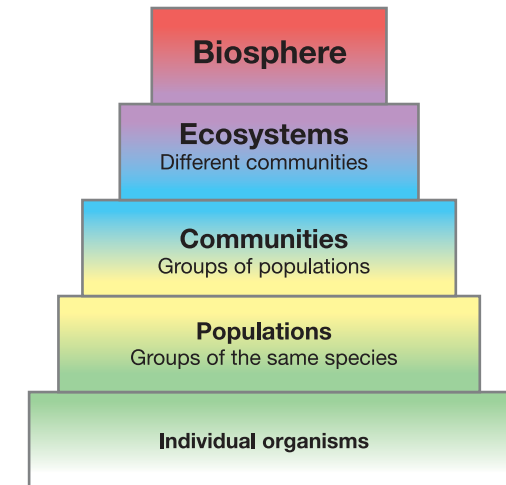 Biosphere
Ecosystems
Different communities
Communities
Groups of populations
Populations
Groups of the same species
Individual organisms